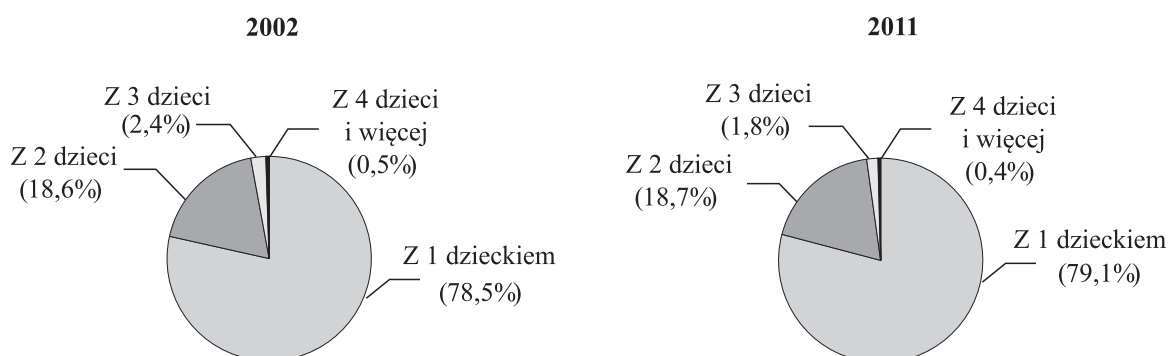 2002
Z 3 dzieci
(2,4%)
Z 4 dzieci
i więcej
(0,5%)
Z 2 dzieci
(18,6%)
Z 1 dzieckiem
(78,5%)
2011
Z 3 dzieci
(1,8%)
Z 4 dzieci
i więcej
(0,4%)
Z 2 dzieci
(18,7%)
Z 1 dzieckiem
(79,1%)